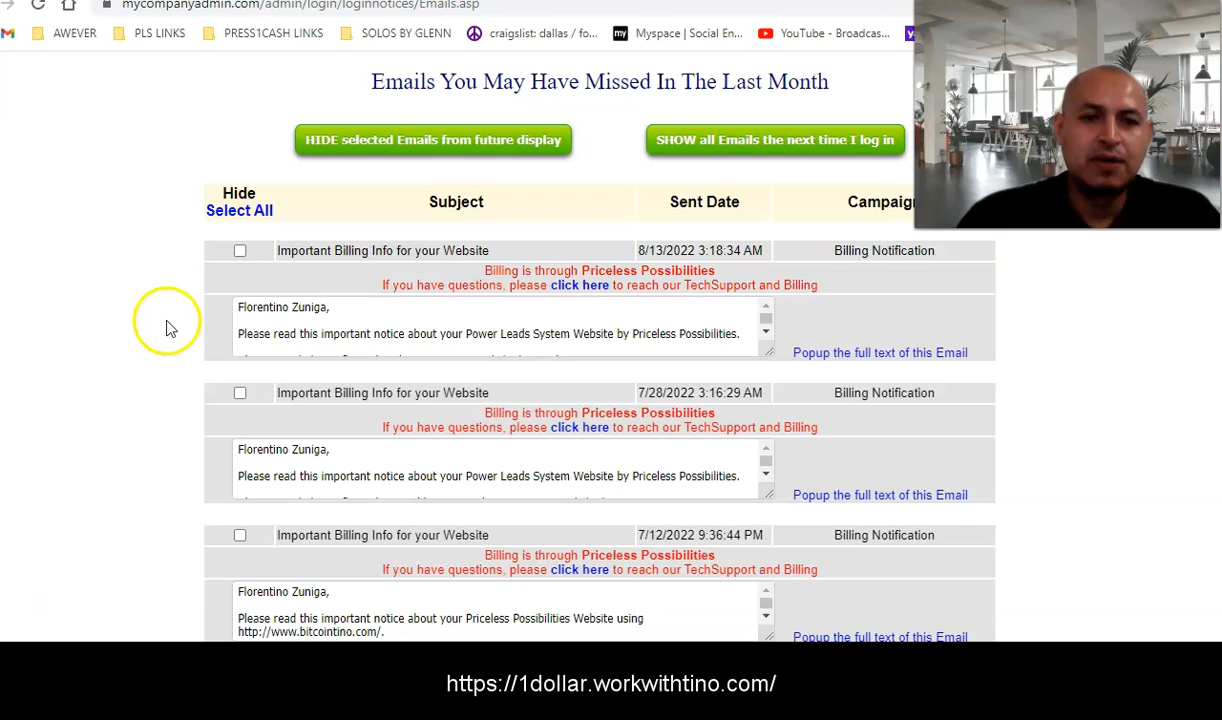 mycompanyadmin.com/admin/login/loginnotices/Emails.asp
AWEVER PLS LINKS PRESS1CASH LINKS SOLOS BY GLENN craigslist: dallas / fo... my Myspace | Social En... YouTube - Broadcas...
Emails You May Have Missed In The Last Month
HIDE selected Emails from future display SHOW all Emails the next time I log in
Hide
Select All Subject Sent Date Campaign
Important Billing Info for your Website 8/13/2022 3:18:34 AM Billing Notification
Billing is through Priceless Possibilities
If you have questions, please click here to reach our TechSupport and Billing
Florentino Zuniga,
Please read this important notice about your Power Leads System Website by Priceless Possibilities.
Popup the full text of this Email
Important Billing Info for your Website 7/28/2022 3:16:29 AM Billing Notification
Billing is through Priceless Possibilities
If you have questions, please click here to reach our TechSupport and Billing
Florentino Zuniga,
Please read this important notice about your Power Leads System Website by Priceless Possibilities.
Popup the full text of this Email
Important Billing Info for your Website 7/12/2022 9:36:44 PM Billing Notification
Billing is through Priceless Possibilities
If you have questions, please click here to reach our TechSupport and Billing
Florentino Zuniga,
Please read this important notice about your Priceless Possibilities Website using
http://www.bitcointino.com/.
Popup the full text of this Email
https://1dollar.workwithtino.com/